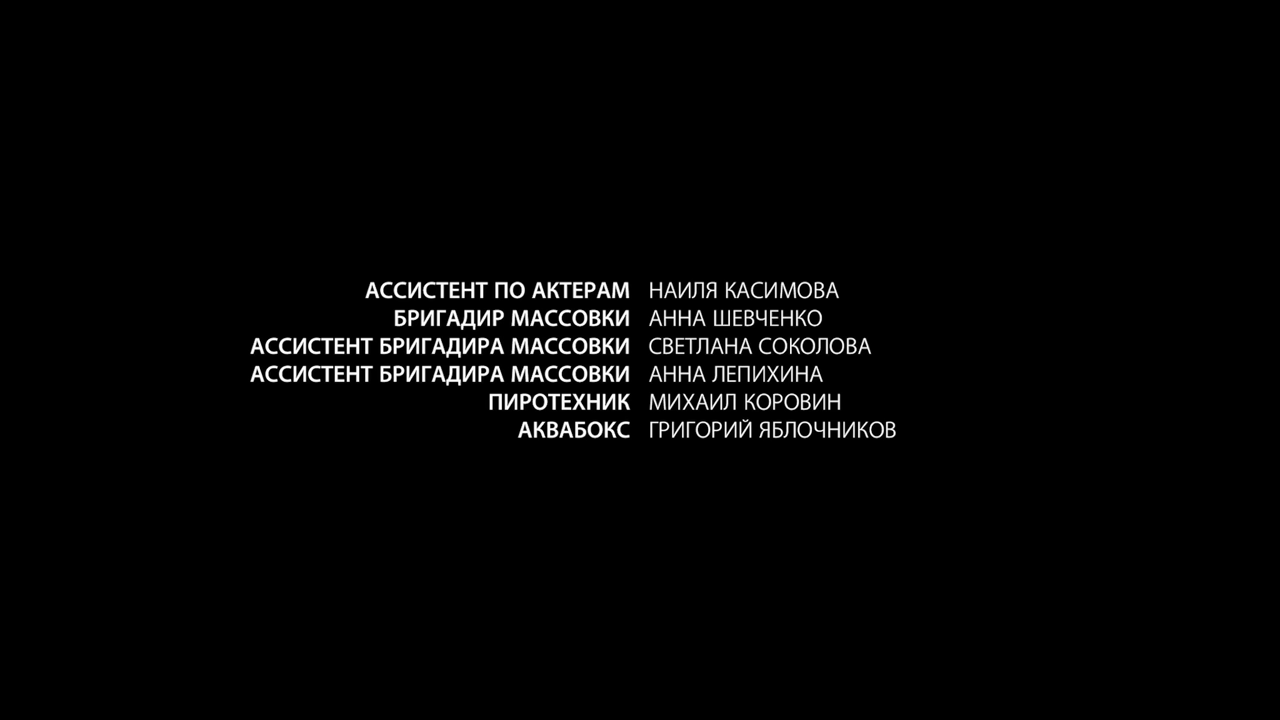 АССИСТЕНТ ПО АКТЕРАМ НАИЛЯ КАСИМОВА
БРИГАДИР МАССОВКИ АННА ШЕВЧЕНКО
АССИСТЕНТ БРИГАДИРА МАССОВКИ СВЕТЛАНА СОКОЛОВА
АССИСТЕНТ БРИГАДИРА МАССОВКИ АННА ЛЕПИХИНА
ПИРОТЕХНИК МИХАИЛ КОРОВИН
АКВАБОКС ГРИГОРИЙ ЯБЛОЧНИКОВ